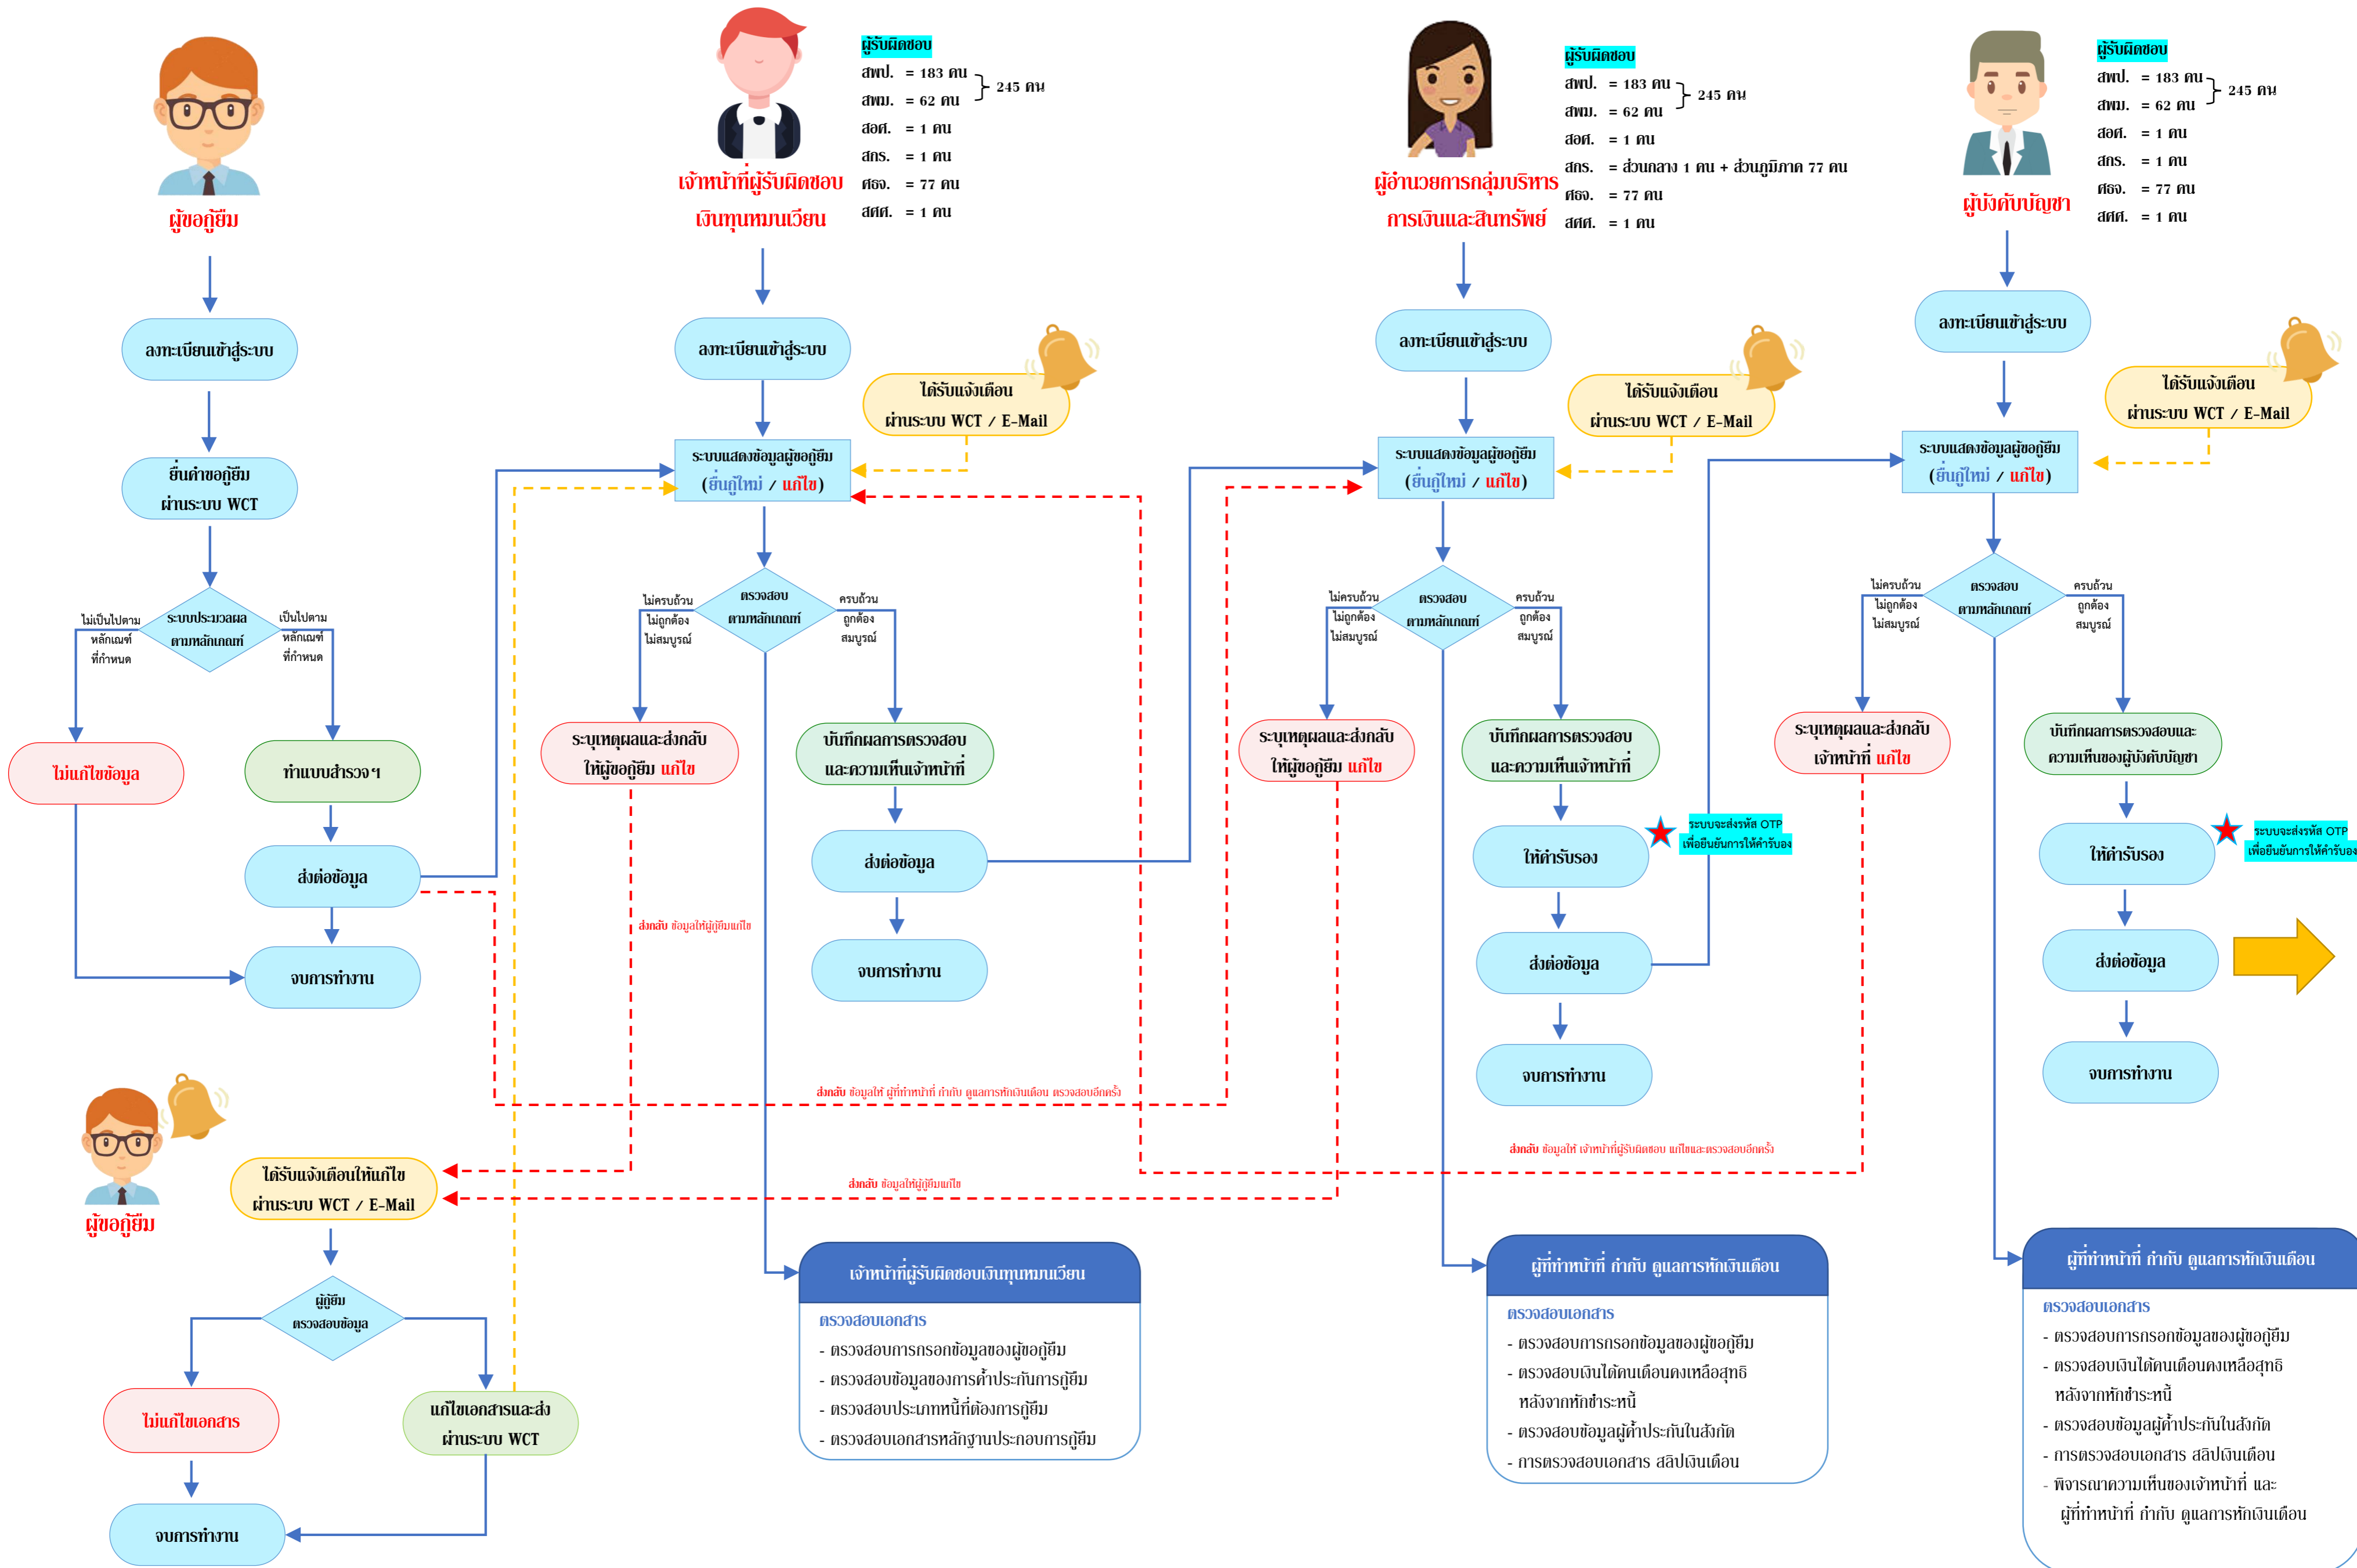 ผู้ขอกู้ยืม
ลงทะเบียนเข้าสู่ระบบ
ยื่นคำขอกู้ยืม
ผ่านระบบ WCT
ระบบประมวลผล
ตามหลักเกณฑ์
ไม่เป็นไปตาม
หลักเณฑ์
ที่กำหนด
เป็นไปตาม
หลักเณฑ์
ที่กำหนด
ไม่แก้ไขข้อมูล
ทำแบบสำรวจฯ
ส่งต่อข้อมูล
จบการทำงาน
ผู้ขอกู้ยืม
ได้รับแจ้งเตือนให้แก้ไข
ผ่านระบบ WCT / E-Mail
ผู้กู้ยืม
ตรวจสอบข้อมูล
ไม่แก้ไขเอกสาร
แก้ไขเอกสารและส่ง
ผ่านระบบ WCT
จบการทำงาน
เจ้าหน้าที่ผู้รับผิดชอบ
เงินทุนหมนเวียน
ผู้รับผิดชอบ
สพป. = 183 คน
สพม. = 62 คน
245 คน
สอศ. = 1 คน
สกร. = 1 คน
ศธจ. = 77 คน
สศศ. = 1 คน
ลงทะเบียนเข้าสู่ระบบ
ได้รับแจ้งเตือน
ผ่านระบบ WCT / E-Mail
ระบบแสดงข้อมูลผู้ขอกู้ยืม
(ยื่นกู้ใหม่ / แก้ไข)
ตรวจสอบ
ตามหลักเกณฑ์
ไม่ครบถ้วน
ไม่ถูกต้อง
ไม่สมบูรณ์
ครบถ้วน
ถูกต้อง
สมบูรณ์
ระบุเหตุผลและส่งกลับ
ให้ผู้ขอกู้ยืม แก้ไข
บันทึกผลการตรวจสอบ
และความเห็นเจ้าหน้าที่
ส่งต่อข้อมูล
จบการทำงาน
ส่งกลับ ข้อมูลให้ผู้กู้ยืมแก้ไข
ส่งกลับ ข้อมูลให้ ผู้ที่ทำหน้าที่ กำกับ ดูแลการหักเงินเดือน ตรวจสอบอีกครั้ง
ส่งกลับ ข้อมูลให้ผู้กู้ยืมแก้ไข
เจ้าหน้าที่ผู้รับผิดชอบเงินทุนหมนเวียน
ตรวจสอบเอกสาร
- ตรวจสอบการกรอกข้อมูลของผู้ขอกู้ยืม
- ตรวจสอบข้อมูลของการค้ำประกันการกู้ยืม
- ตรวจสอบประเภทหนี้ที่ต้องการกู้ยืม
- ตรวจสอบเอกสารหลักฐานประกอบการกู้ยืม
ผู้อำนวยการกลุ่มบริหาร
การเงินและสินทรัพย์
ผู้รับผิดชอบ
สพป. = 183 คน
สพม. = 62 คน
245 คน
สอศ. = 1 คน
สกร. = ส่วนกลาง 1 คน + ส่วนภูมิภาค 77 คน
ศธจ. = 77 คน
สศศ. = 1 คน
ลงทะเบียนเข้าสู่ระบบ
ได้รับแจ้งเตือน
ผ่านระบบ WCT / E-Mail
ระบบแสดงข้อมูลผู้ขอกู้ยืม
(ยื่นกู้ใหม่ / แก้ไข)
ตรวจสอบ
ตามหลักเกณฑ์
ไม่ครบถ้วน
ไม่ถูกต้อง
ไม่สมบูรณ์
ครบถ้วน
ถูกต้อง
สมบูรณ์
ระบุเหตุผลและส่งกลับ
ให้ผู้ขอกู้ยืม แก้ไข
บันทึกผลการตรวจสอบ
และความเห็นเจ้าหน้าที่
ให้คำรับรอง
ระบบจะส่งรหัส OTP
เพื่อยืนยันการให้คำรับอง
ส่งต่อข้อมูล
จบการทำงาน
ส่งกลับ ข้อมูลให้ เจ้าหน้าที่ผู้รับผิดชอบ แก้ไขและตรวจสอบอีกครั้ง
ผู้ที่ทำหน้าที่ กำกับ ดูแลการหักเงินเดือน
ตรวจสอบเอกสาร
- ตรวจสอบการกรอกข้อมูลของผู้ขอกู้ยืม
- ตรวจสอบเงินได้คนเดือนคงเหลือสุทธิ
หลังจากหักชำระหนี้
- ตรวจสอบข้อมูลผู้ค้ำประกันในสังกัด
- การตรวจสอบเอกสาร สลิปเงินเดือน
ผู้บังคับบัญชา
ผู้รับผิดชอบ
สพป. = 183 คน
สพม. = 62 คน
245 คน
สอศ. = 1 คน
สกร. = 1 คน
ศธจ. = 77 คน
สศศ. = 1 คน
ลงทะเบียนเข้าสู่ระบบ
ได้รับแจ้งเตือน
ผ่านระบบ WCT / E-Mail
ระบบแสดงข้อมูลผู้ขอกู้ยืม
(ยื่นกู้ใหม่ / แก้ไข)
ตรวจสอบ
ตามหลักเกณฑ์
ไม่ครบถ้วน
ไม่ถูกต้อง
ไม่สมบูรณ์
ครบถ้วน
ถูกต้อง
สมบูรณ์
ระบุเหตุผลและส่งกลับ
เจ้าหน้าที่ แก้ไข
บันทึกผลการตรวจสอบและ
ความเห็นของผู้บังคับบัญชา
ให้คำรับรอง
ระบบจะส่งรหัส OTP
เพื่อยืนยันการให้คำรับอง
ส่งต่อข้อมูล
จบการทำงาน
ผู้ที่ทำหน้าที่ กำกับ ดูแลการหักเงินเดือน
ตรวจสอบเอกสาร
- ตรวจสอบการกรอกข้อมูลของผู้ขอกู้ยืม
- ตรวจสอบเงินได้คนเดือนคงเหลือสุทธิ
หลังจากหักชำระหนี้
- ตรวจสอบข้อมูลผู้ค้ำประกันในสังกัด
- การตรวจสอบเอกสาร สลิปเงินเดือน
- พิจารณาความเห็นของเจ้าหน้าที่ และ
ผู้ที่ทำหน้าที่ กำกับ ดูแลการหักเงินเดือน